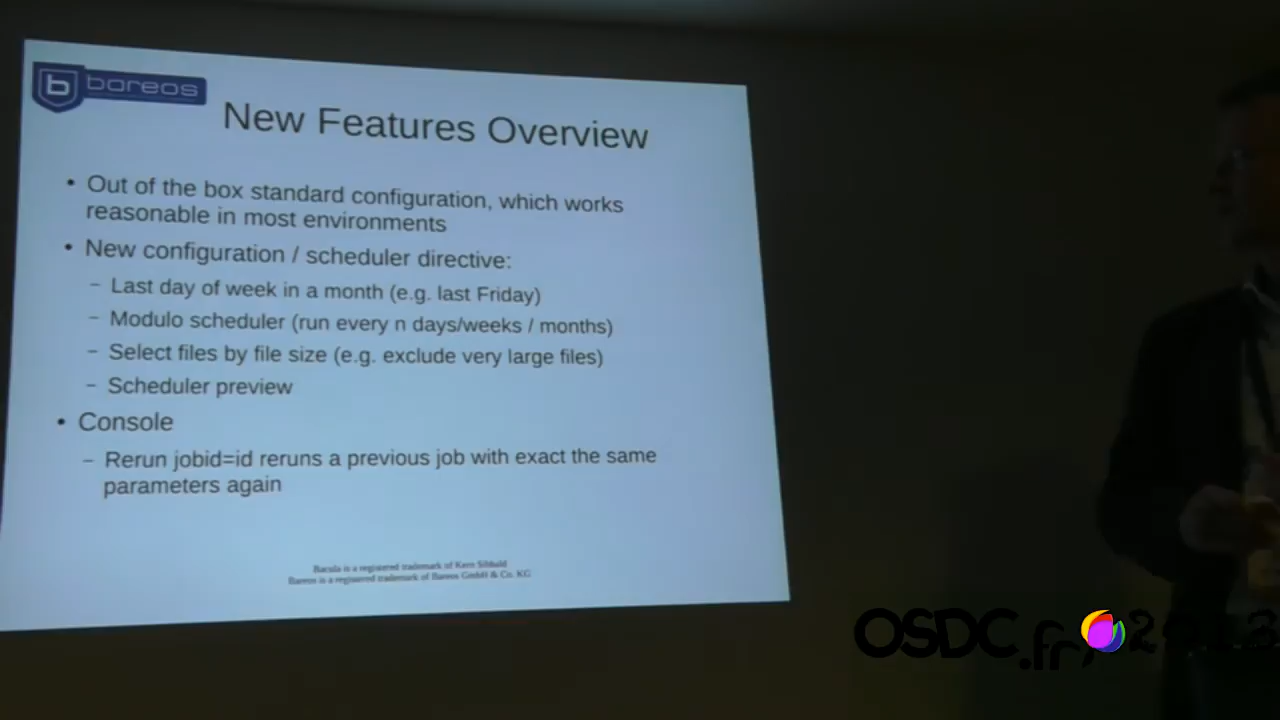 b bareos
New Features Overview
• Out of the box standard configuration, which works
reasonable in most environments
• New configuration / scheduler directive:
– Last day of week in a month (e.g. last Friday)
– Modulo scheduler (run every n days/weeks / months)
– Select files by file size (e.g. exclude very large files)
– Scheduler preview
• Console
– Rerun jobid=id reruns a previous job with exact the same
parameters again
Bacula is a registered trademark of Kern Sibbald
Bareos is a registered trademark of Bareos GmbH & Co. KG
OSDC.fr 2013